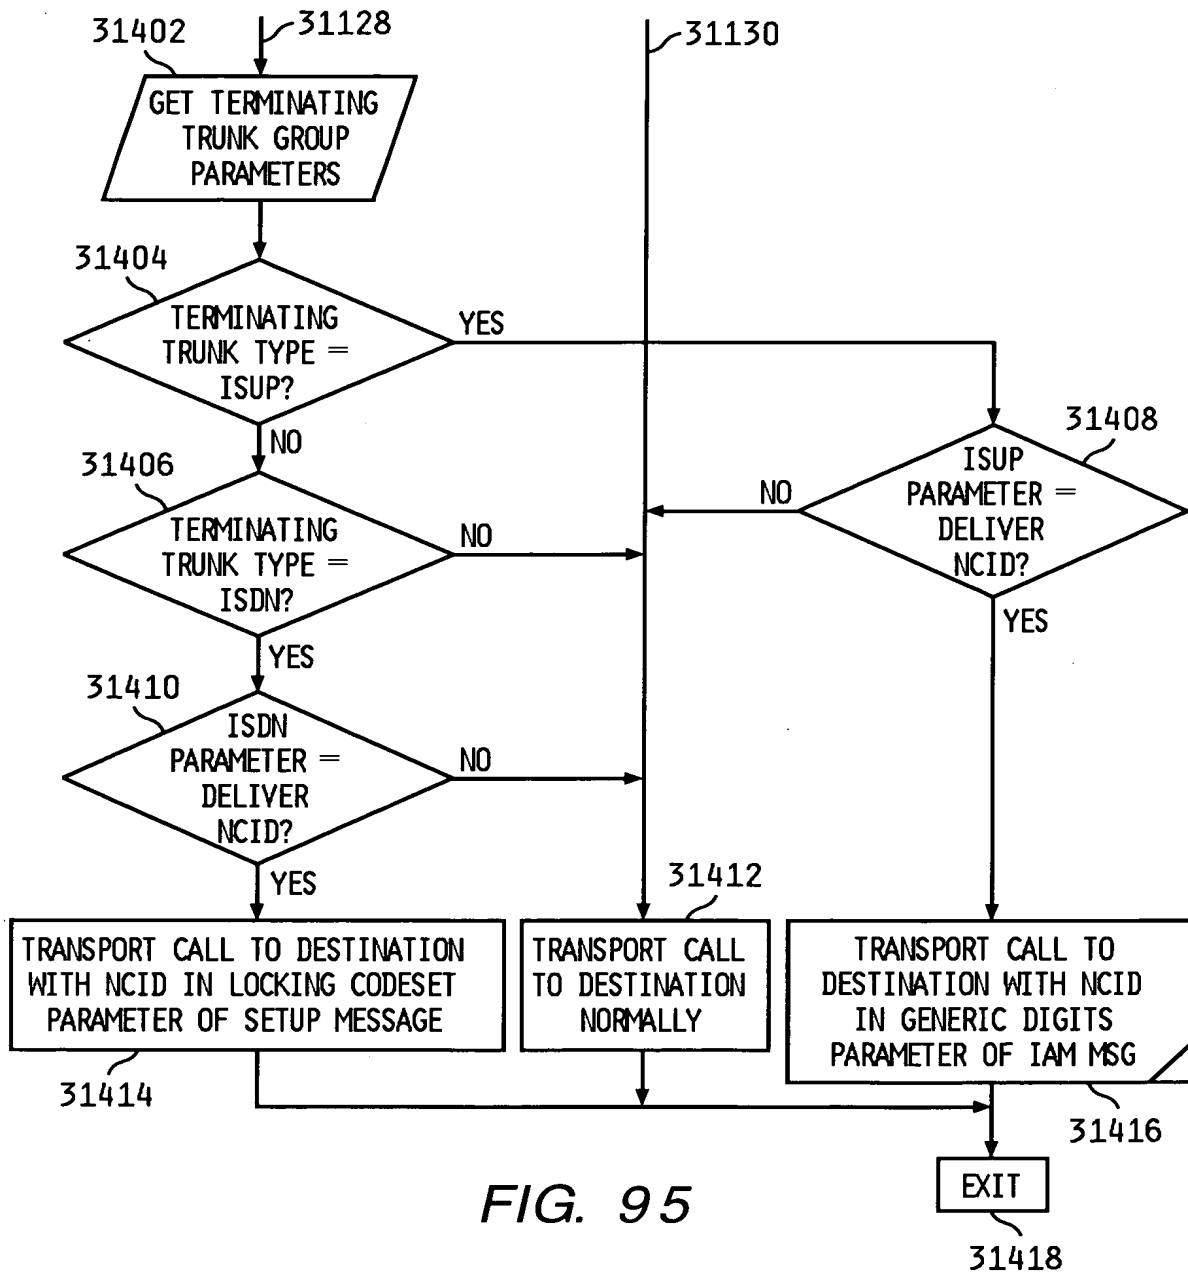 31402
31128
31130
GET TERMINATING
TRUNK GROUP
PARAMETERS
31404
TERMINATING
TRUNK TYPE =
ISUP?
YES
NO
31408
ISUP
PARAMETER =
DELIVER
NCID?
NO
YES
31406
TERMINATING
TRUNK TYPE =
ISDN?
NO
YES
31410
ISDN
PARAMETER =
DELIVER
NCID?
NO
YES
31412
TRANSPORT CALL TO DESTINATION
WITH NCID IN LOCKING CODESET
PARAMETER OF SETUP MESSAGE
TRANSPORT CALL
TO DESTINATION
NORMALLY
TRANSPORT CALL TO
DESTINATION WITH NCID
IN GENERIC DIGITS
PARAMETER OF IAM MSG
31414
31416
EXIT
31418
FIG. 95